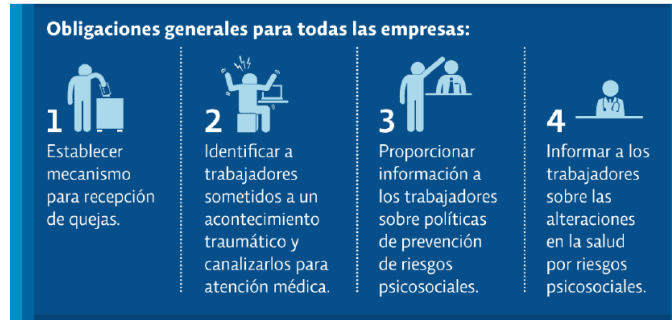 Obligaciones generales para todas las empresas:
1
Establecer
mecanismo
para recepción
de quejas.
2
Identificar a
trabajadores
sometidos a un
acontecimiento
traumático y
canalizarlos para
atención médica.
3
Proporcionar
información a
los trabajadores
sobre políticas
de prevención
de riesgos
psicosociales.
4
Informar a los
trabajadores
sobre las
alteraciones
en la salud
por riesgos
psicosociales.